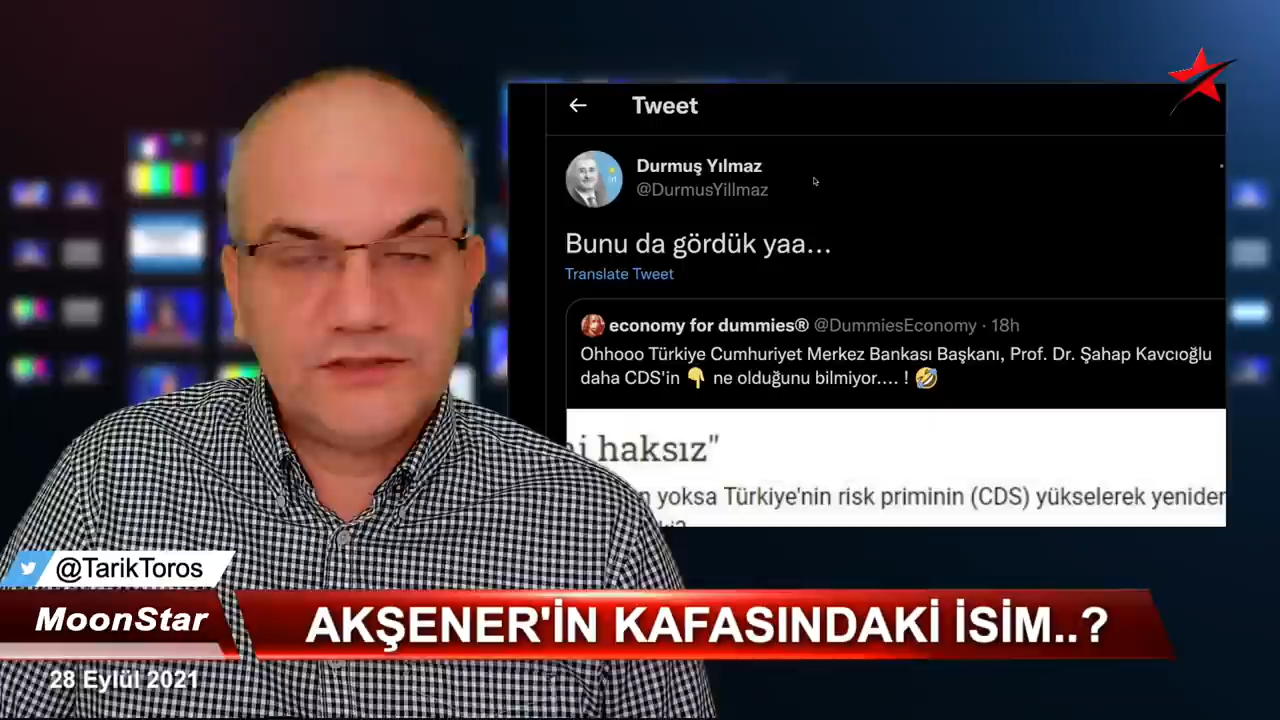 Tweet
Durmuş Yılmaz
@DurmusYillmaz
Bunu da gördük yaa...
Translate Tweet
economy for dummies® @DummiesEconomy · 18h
Ohhooo Türkiye Cumhuriyet Merkez Bankası Başkanı, Prof. Dr. Şahap Kavcıoğlu
daha CDS'in 👇 ne olduğunu bilmiyor.... ! 🤣
haksız"
yoksa Türkiye'nin risk priminin (CDS) yükselerek yeniden
@TarikToros
MoonStar
AKŞENER'İN KAFASINDAKİ İSİM..?
28 Eylül 2021